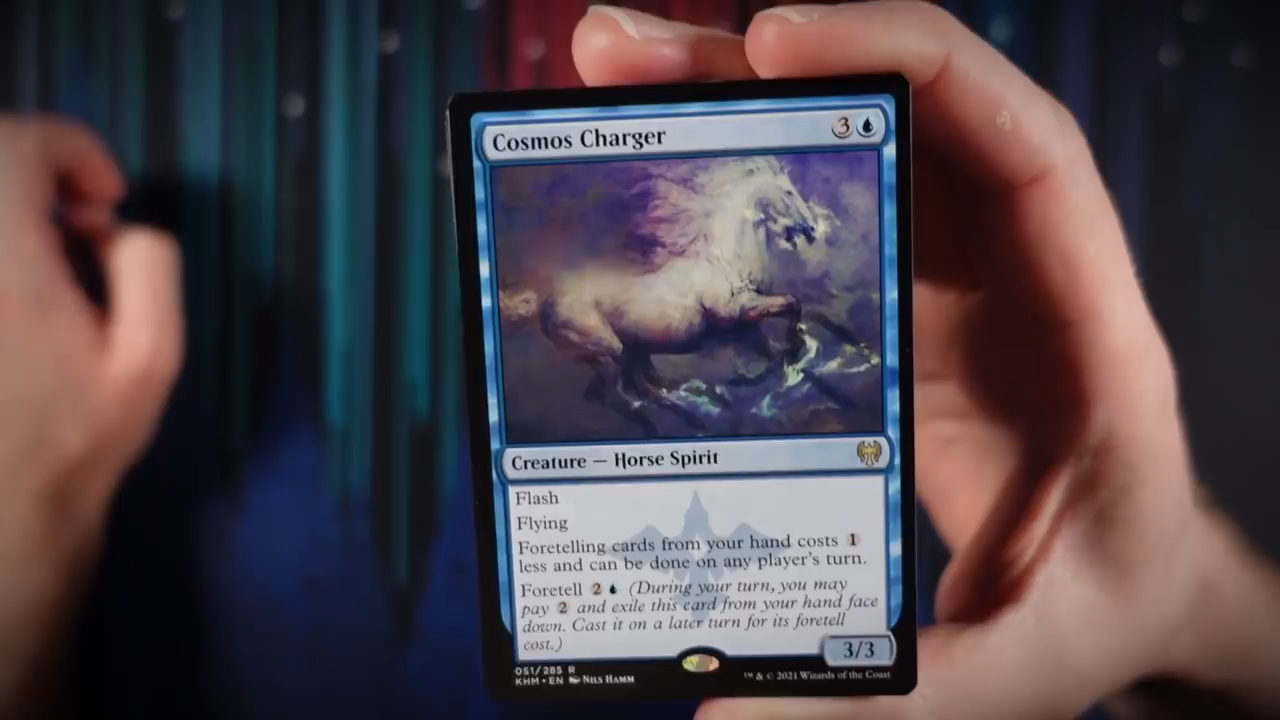 Cosmos Charger 3
Creature — Horse Spirit
Flash
Flying
Foretelling cards from your hand costs 1
less and can be done on any player's turn.
Foretell 2 (During your turn, you may
pay 2 and exile this card from your hand face
down. Cast it on a later turn for its foretell
cost.)
3/3
051/285 R
KHM • EN NILS HAMM
™ & © 2021 Wizards of the Coast